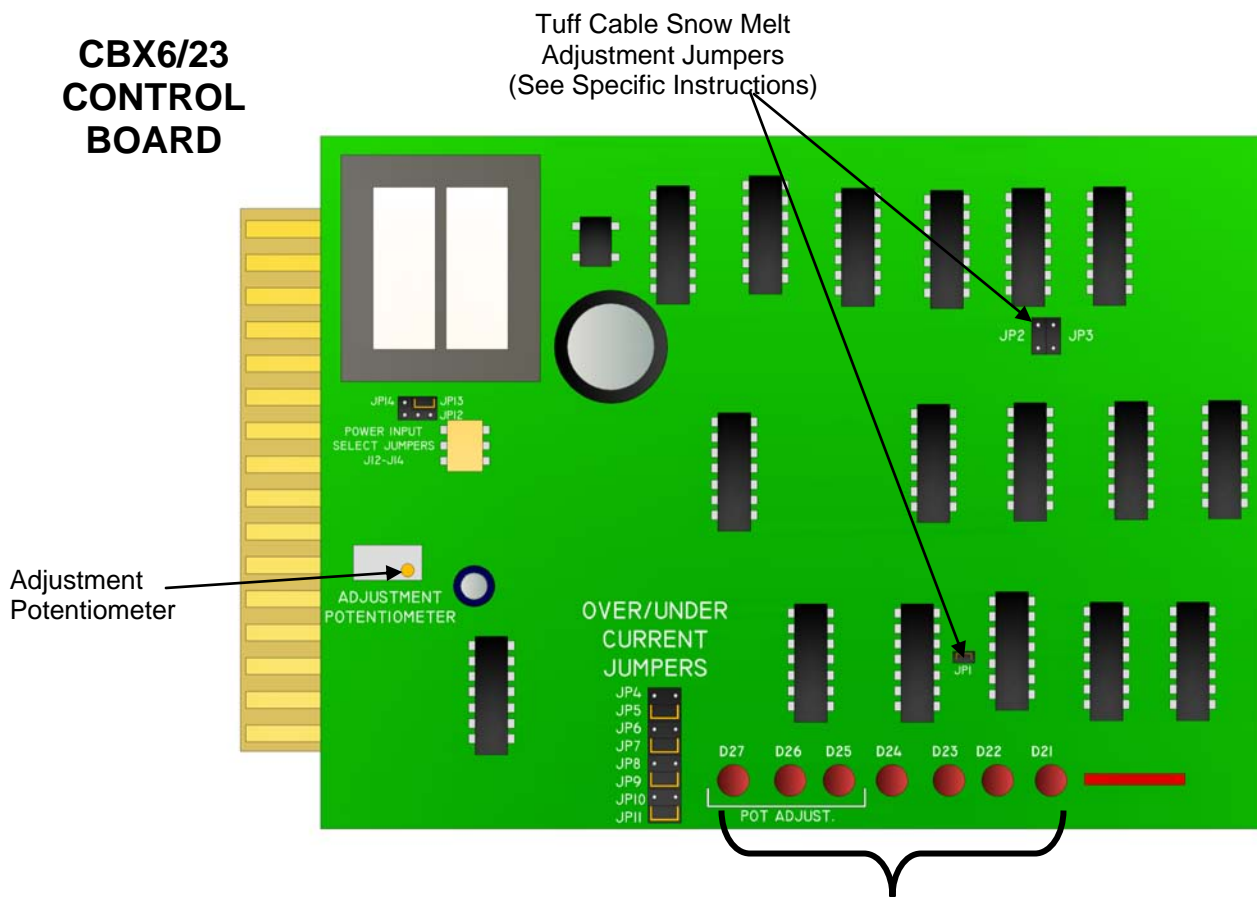 CBX6/23
CONTROL
BOARD
Tuff Cable Snow Melt
Adjustment Jumpers
(See Specific Instructions)
JP2
JP3
JP14
JP13
JP12
POWER INPUT
SELECT JUMPERS
J12-J14
Adjustment
Potentiometer
ADJUSTMENT
POTENTIOMETER
OVER/UNDER
CURRENT
JUMPERS
JP4
JP5
JP6
JP7
JP8
JP9
JP10
JP11
JP1
D27 D26 D25 D24 D23 D22 D21
POT ADJUST.